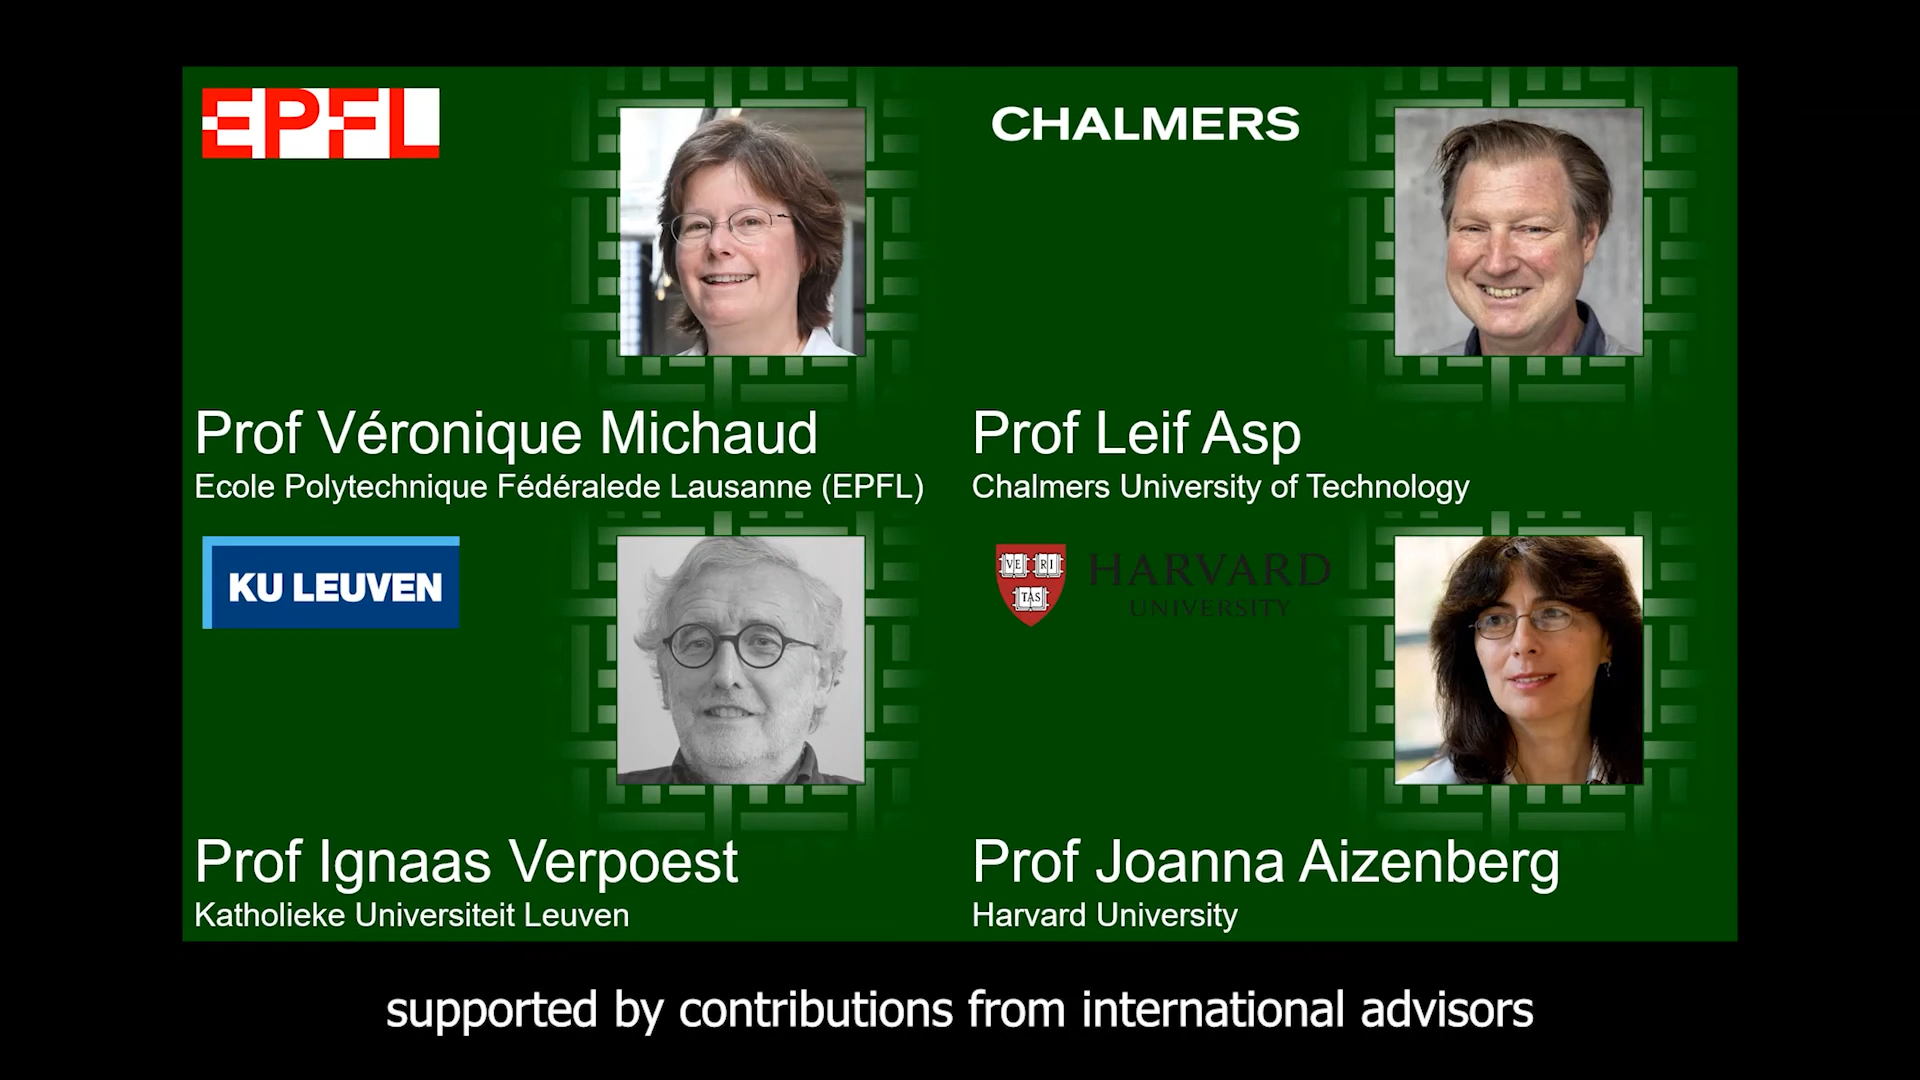 EPFL
CHALMERS
Prof Véronique Michaud
Ecole Polytechnique Fédéralede Lausanne (EPFL)
Prof Leif Asp
Chalmers University of Technology
KU LEUVEN
VE RI
TAS
HARVARD
UNIVERSITY
Prof Ignaas Verpoest
Katholieke Universiteit Leuven
Prof Joanna Aizenberg
Harvard University
supported by contributions from international advisors